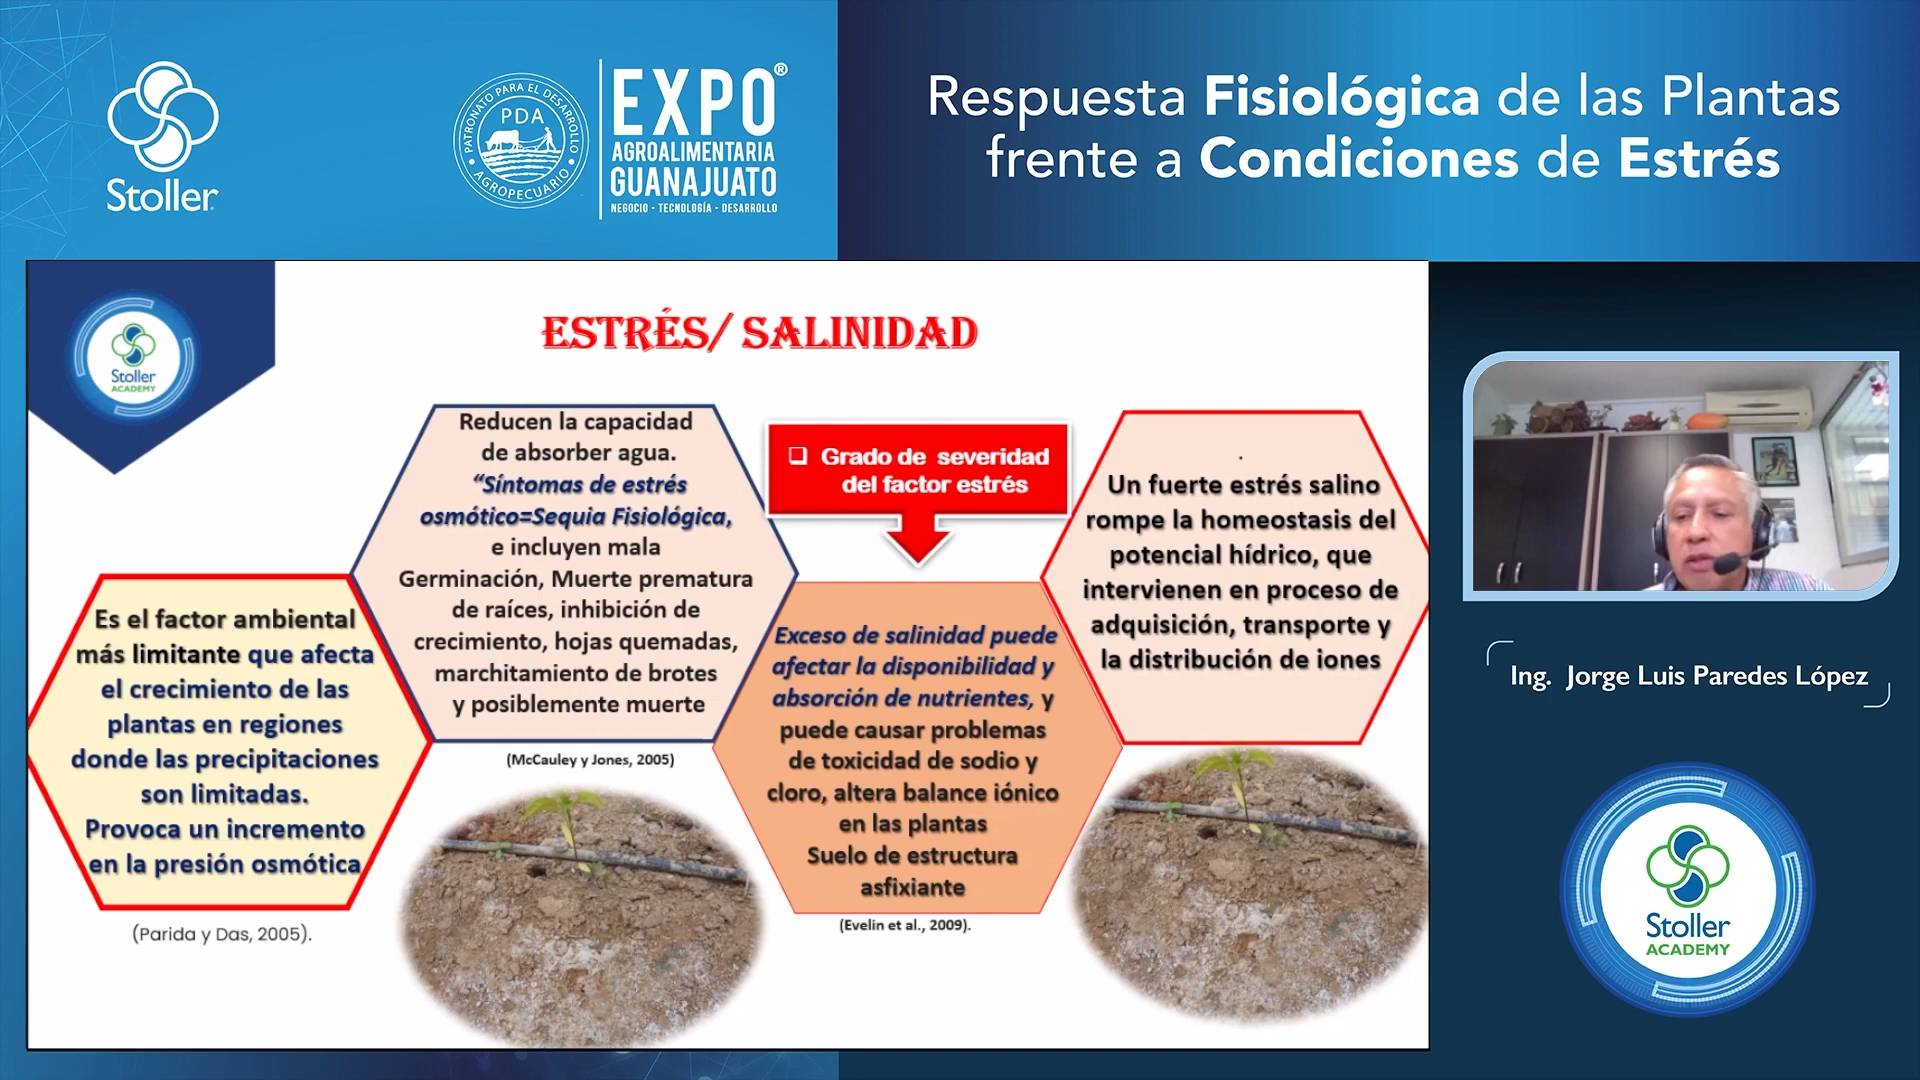 Stoller
PATRONATO PARA EL DESARROLLO
PDA
AGROPECUARIO
EXPO®
AGROALIMENTARIA
GUANAJUATO
NEGOCIO - TECNOLOGÍA - DESARROLLO
Respuesta Fisiológica de las Plantas
frente a Condiciones de Estrés
Stoller
ACADEMY
ESTRÉS/ SALINIDAD
Es el factor ambiental
más limitante que afecta
el crecimiento de las
plantas en regiones
donde las precipitaciones
son limitadas.
Provoca un incremento
en la presión osmótica
(Parida y Das, 2005).
Reducen la capacidad
de absorber agua.
“Síntomas de estrés
osmótico=Sequia Fisiológica,
e incluyen mala
Germinación, Muerte prematura
de raíces, inhibición de
crecimiento, hojas quemadas,
marchitamiento de brotes
y posiblemente muerte
(McCauley y Jones, 2005)
❑ Grado de severidad
del factor estrés
Exceso de salinidad puede
afectar la disponibilidad y
absorción de nutrientes, y
puede causar problemas
de toxicidad de sodio y
cloro, altera balance iónico
en las plantas
Suelo de estructura
asfixiante
(Evelin et al., 2009).
.
Un fuerte estrés salino
rompe la homeostasis del
potencial hídrico, que
intervienen en proceso de
adquisición, transporte y
la distribución de iones
Ing. Jorge Luis Paredes López
Stoller
ACADEMY